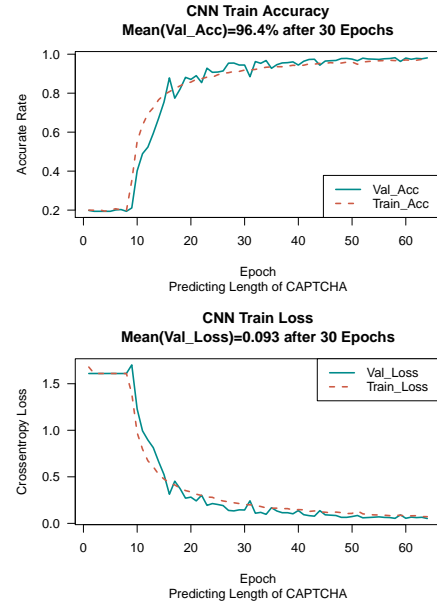 CNN Train Accuracy
Mean(Val_Acc)=96.4% after 30 Epochs
Accurate Rate
1.0
0.8
0.6
0.4
0.2
Val_Acc
Train_Acc
0 10 20 30 40 50 60
Epoch
Predicting Length of CAPTCHA
CNN Train Loss
Mean(Val_Loss)=0.093 after 30 Epochs
Crossentropy Loss
1.5
1.0
0.5
0.0
Val_Loss
Train_Loss
0 10 20 30 40 50 60
Epoch
Predicting Length of CAPTCHA